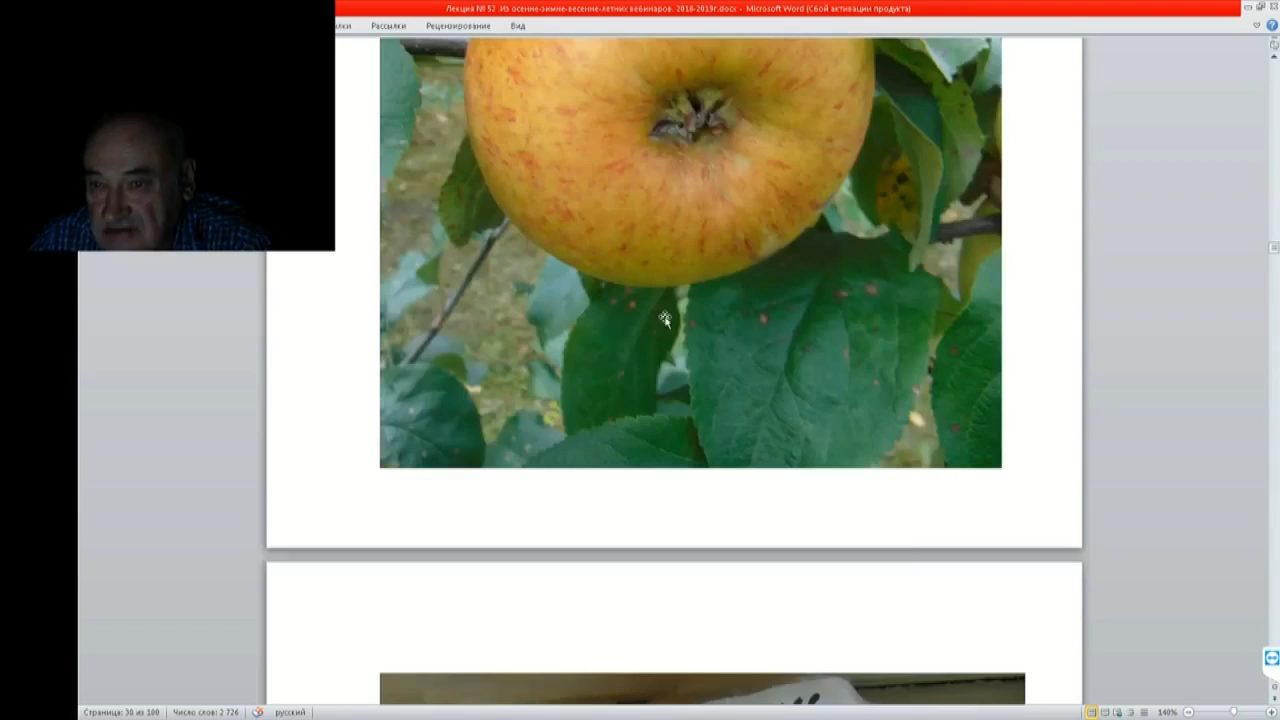 Лекция № 52 .Из осенне-зимне-весенне-летних вебинаров. 2018-2019г.docx - Microsoft Word (Сбой активации продукта)
лки Рассылки Рецензирование Вид
Страница: 38 из 100 Число слов: 2 726 русский 140%